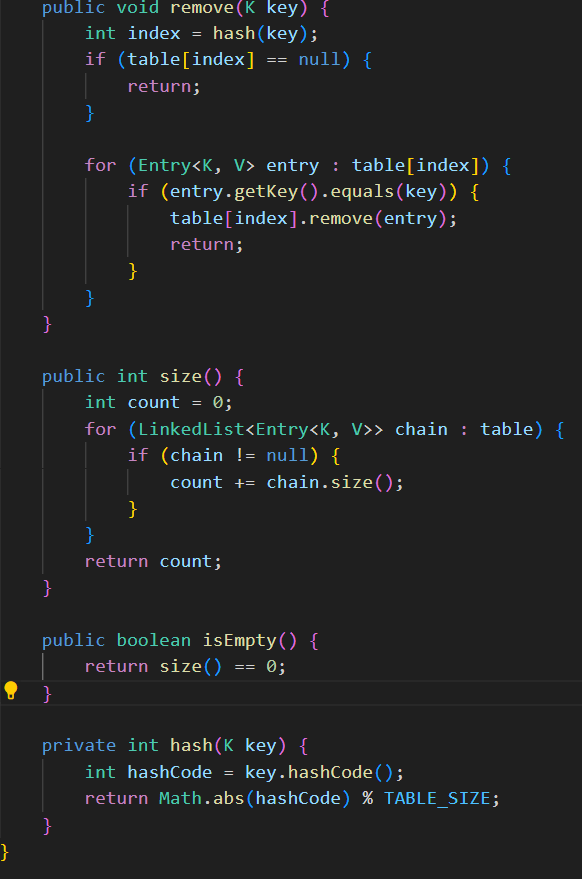 public void remove(K key) {
    int index = hash(key);
    if (table[index] == null) {
        return;
    }

    for (Entry<K, V> entry : table[index]) {
        if (entry.getKey().equals(key)) {
            table[index].remove(entry);
            return;
        }
    }
}

public int size() {
    int count = 0;
    for (LinkedList<Entry<K, V>> chain : table) {
        if (chain != null) {
            count += chain.size();
        }
    }
    return count;
}

public boolean isEmpty() {
    return size() == 0;
}

private int hash(K key) {
    int hashCode = key.hashCode();
    return Math.abs(hashCode) % TABLE_SIZE;
}
}